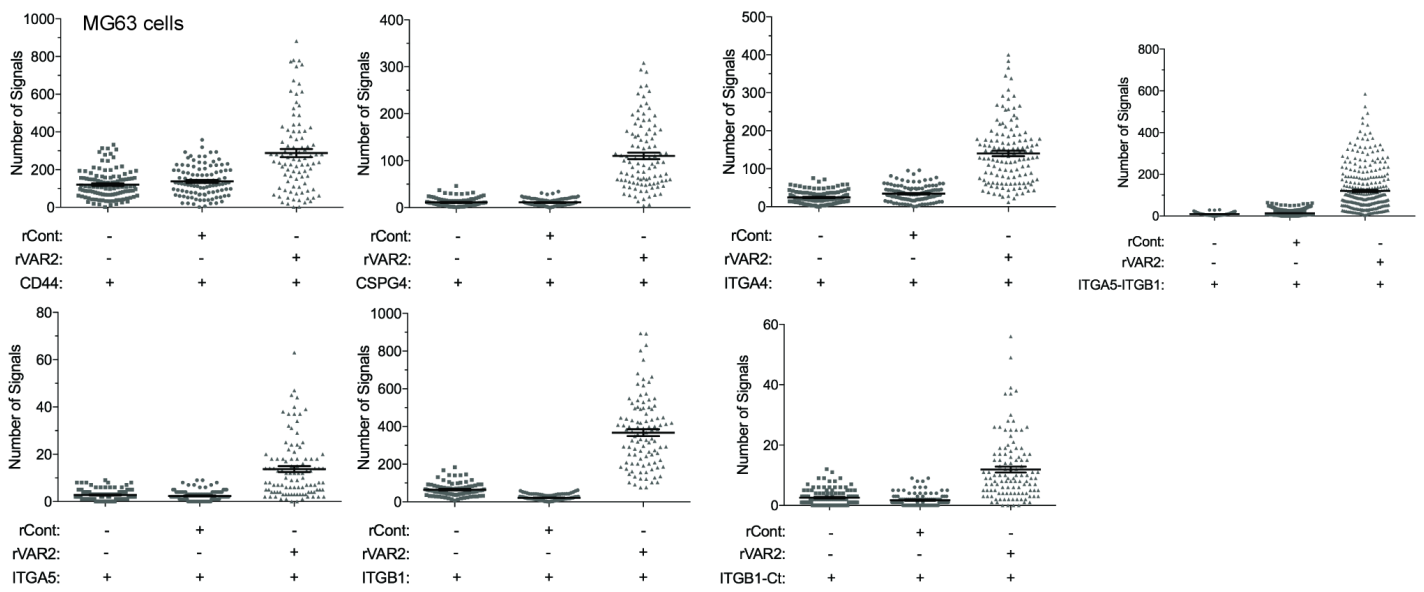 MG63 cells
Number of Signals
1000
800
600
400
200
0
rCont: - + -
rVAR2: - - +
CD44: + + +
Number of Signals
400
300
200
100
0
rCont: - + -
rVAR2: - - +
CSPG4: + + +
Number of Signals
500
400
300
200
100
0
rCont: - + -
rVAR2: - - +
ITGA4: + + +
Number of Signals
800
600
400
200
0
rCont: - + -
rVAR2: - - +
ITGA5-ITGB1: + + +
Number of Signals
80
60
40
20
0
rCont: - + -
rVAR2: - - +
ITGA5: + + +
Number of Signals
1000
800
600
400
200
0
rCont: - + -
rVAR2: - - +
ITGB1: + + +
Number of Signals
60
40
20
0
rCont: - + -
rVAR2: - - +
ITGB1-Ct: + + +